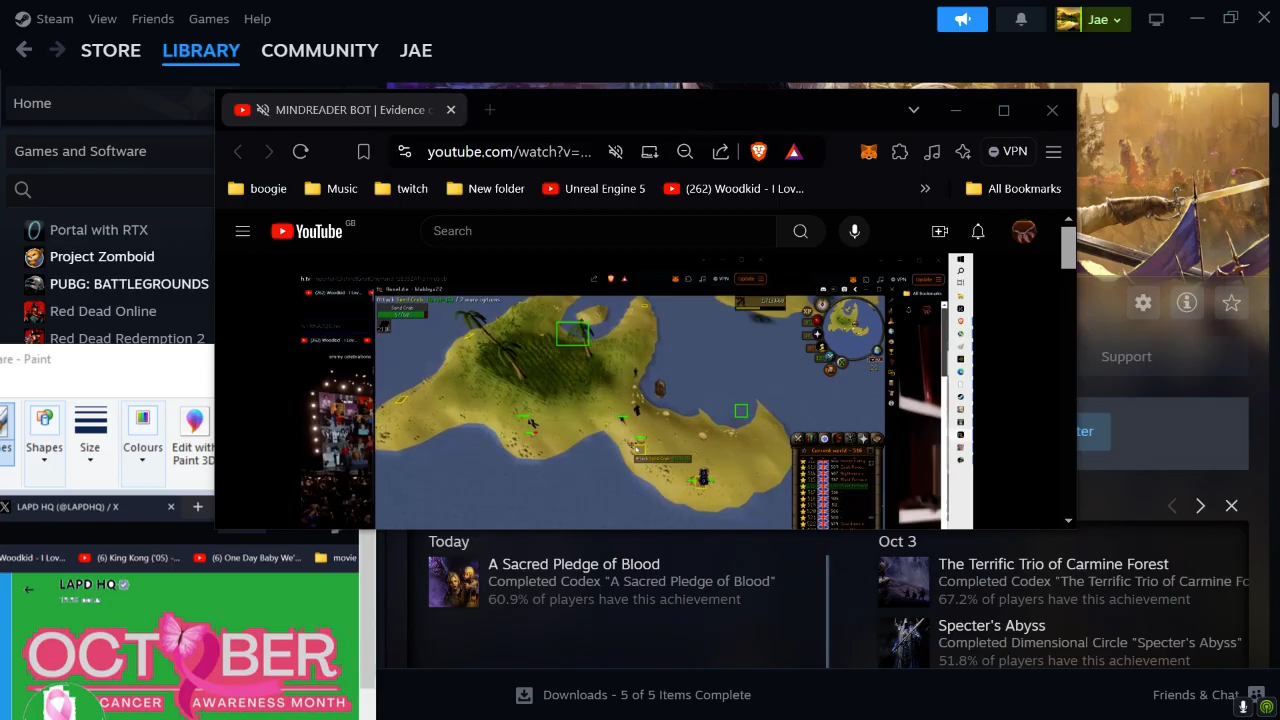 Steam View Friends Games Help
Jae
STORE LIBRARY COMMUNITY JAE
Home
Games and Software
Portal with RTX
Project Zomboid
PUBG: BATTLEGROUNDS
Red Dead Online
Red Dead Redemption 2
MINDREADER BOT | Evidence
youtube.com/watch?v=...
VPN
boogie Music twitch New folder Unreal Engine 5 (262) Woodkid - I Lov... » All Bookmarks
YouTube GB
Search
Current world - 516
Support
re - Paint
Shapes Size Colours Edit with
Paint 3D
LAPD HQ (@LAPDHQ) / X
Woodkid - I Lov... (6) King Kong ('05) -... (6) One Day Baby We'... movie
LAPD HQ
OCTOBER
CANCER AWARENESS MONTH
Today
A Sacred Pledge of Blood
Completed Codex "A Sacred Pledge of Blood"
60.9% of players have this achievement
Oct 3
The Terrific Trio of Carmine Forest
Completed Codex "The Terrific Trio of Carmine Fo
67.2% of players have this achievement
Specter's Abyss
Completed Dimensional Circle "Specter's Abyss"
51.8% of players have this achievement
Downloads - 5 of 5 Items Complete
Friends & Chat